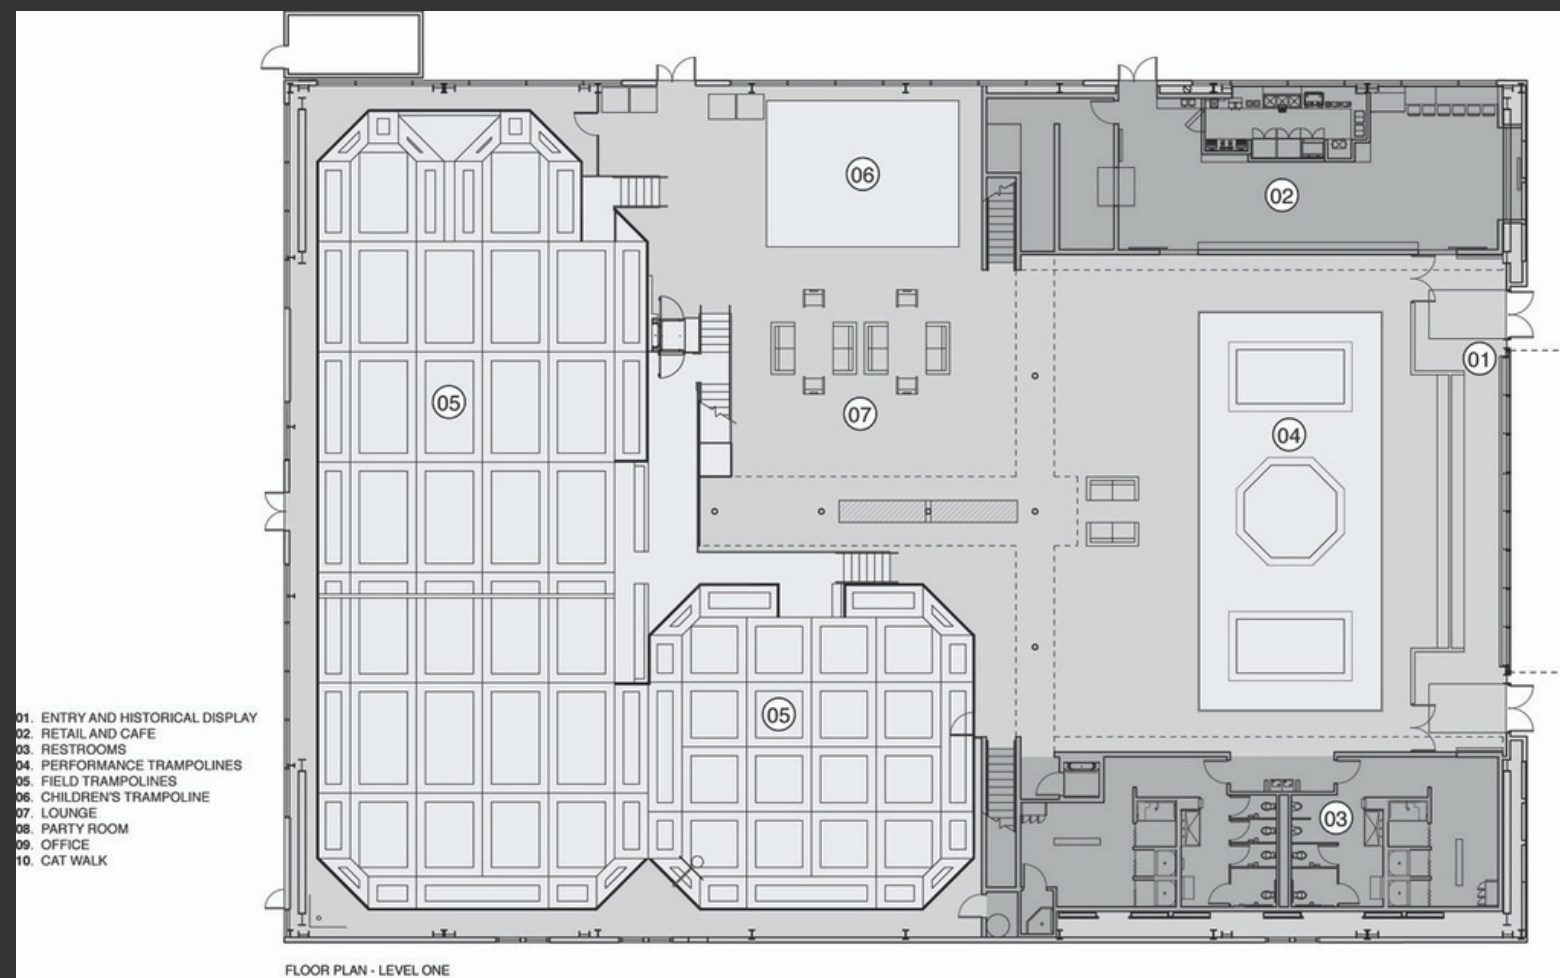 06
02
01
05
07
04
05
03
01. ENTRY AND HISTORICAL DISPLAY
02. RETAIL AND CAFE
03. RESTROOMS
04. PERFORMANCE TRAMPOLINES
05. FIELD TRAMPOLINES
06. CHILDREN'S TRAMPOLINE
07. LOUNGE
08. PARTY ROOM
09. OFFICE
10. CAT WALK
FLOOR PLAN - LEVEL ONE